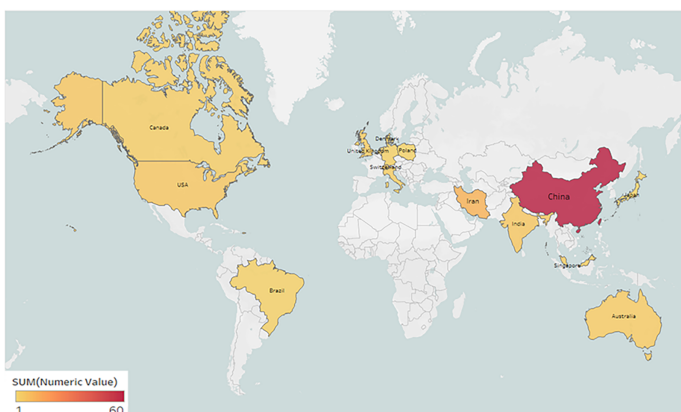 Canada
USA
Brazil
Denmark
United Kingdom
Poland
Switzerland
Iran
China
India
Singapore
Australia
SUM(Numeric Value)
1 60